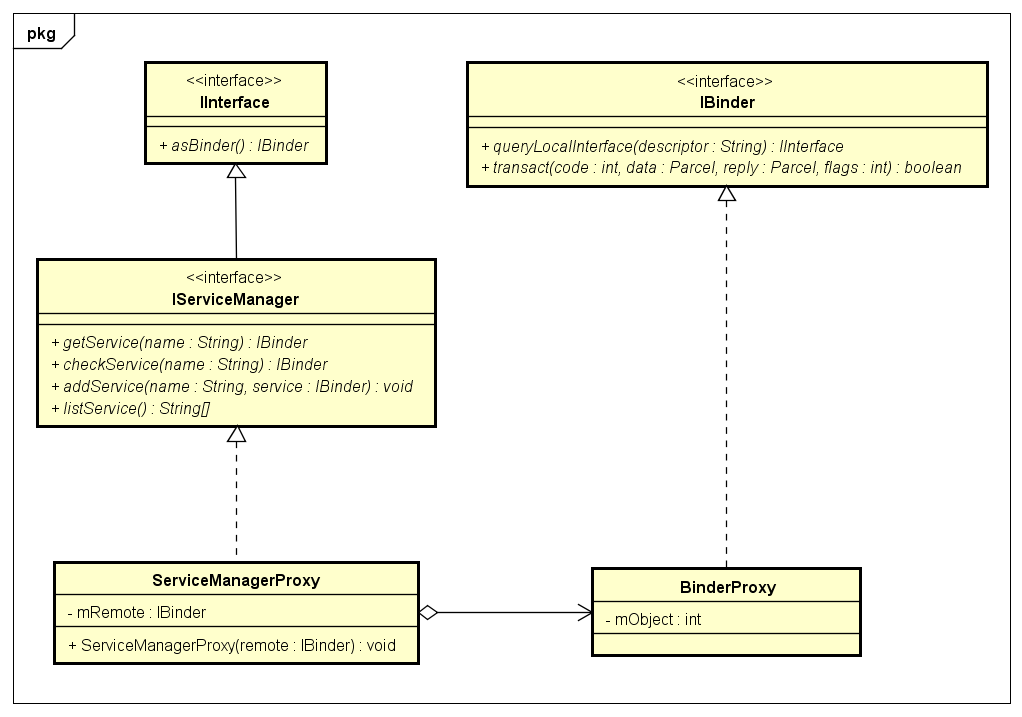 pkg
<<interface>>
IInterface
+ asBinder() : IBinder
<<interface>>
IBinder
+ queryLocalInterface(descriptor : String) : IInterface
+ transact(code : int, data : Parcel, reply : Parcel, flags : int) : boolean
<<interface>>
IServiceManager
+ getService(name : String) : IBinder
+ checkService(name : String) : IBinder
+ addService(name : String, service : IBinder) : void
+ listService() : String[]
ServiceManagerProxy
- mRemote : IBinder
+ ServiceManagerProxy(remote : IBinder) : void
BinderProxy
- mObject : int